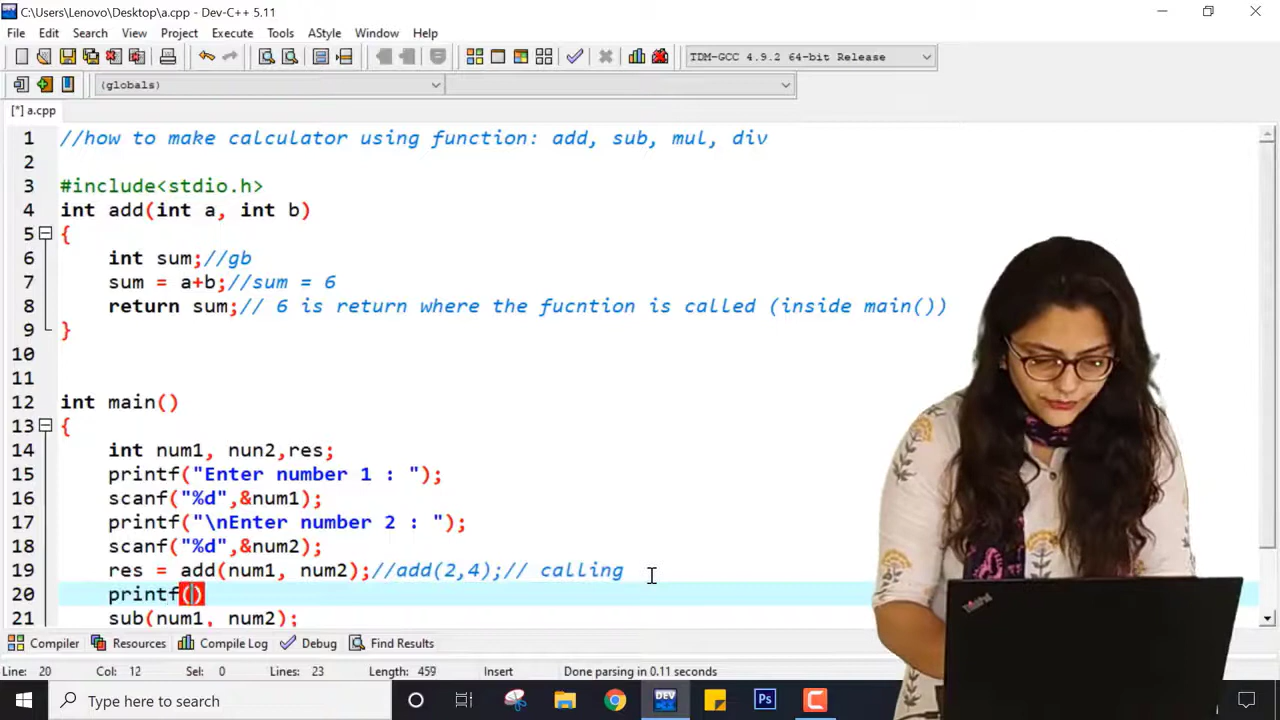 C:\Users\Lenovo\Desktop\a.cpp - Dev-C++ 5.11
File Edit Search View Project Execute Tools AStyle Window Help
TDM-GCC 4.9.2 64-bit Release
(globals)
[*] a.cpp
1 //how to make calculator using function: add, sub, mul, div
2
3 #include<stdio.h>
4 int add(int a, int b)
5 {
6 int sum;//gb
7 sum = a+b;//sum = 6
8 return sum;// 6 is return where the fucntion is called (inside main())
9 }
10
11
12 int main()
13 {
14 int num1, nun2,res;
15 printf("Enter number 1 : ");
16 scanf("%d",&num1);
17 printf("\nEnter number 2 : ");
18 scanf("%d",&num2);
19 res = add(num1, num2);//add(2,4);// calling
20 printf()
21 sub(num1, num2);
Compiler Resources Compile Log Debug Find Results
Line: 20 Col: 12 Sel: 0 Lines: 23 Length: 459 Insert Done parsing in 0.11 seconds
Type here to search
DEV
Ps
ThinkPad